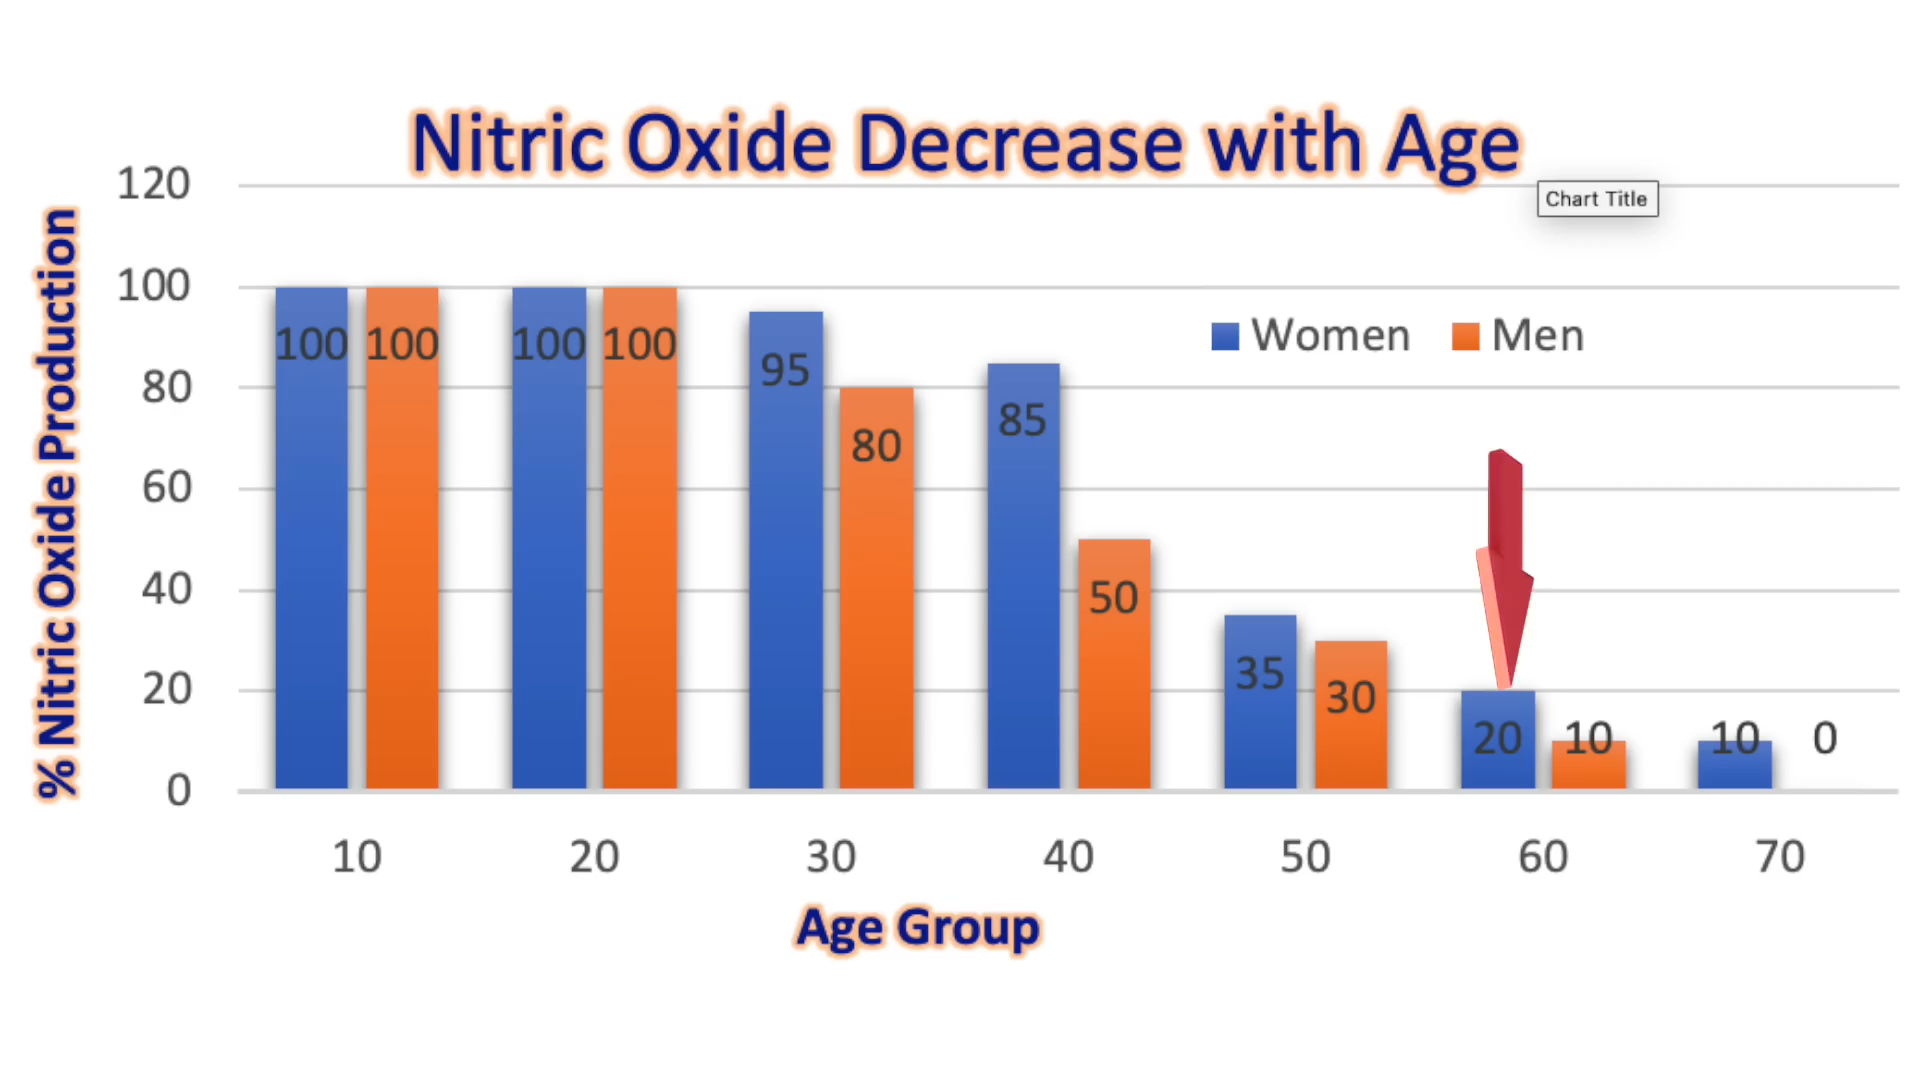 Nitric Oxide Decrease with Age
Chart Title
% Nitric Oxide Production
120
100
80
60
40
20
0
Women Men
100 100 100 100 95 80 85 50 35 30 20 10 10 0
10 20 30 40 50 60 70
Age Group